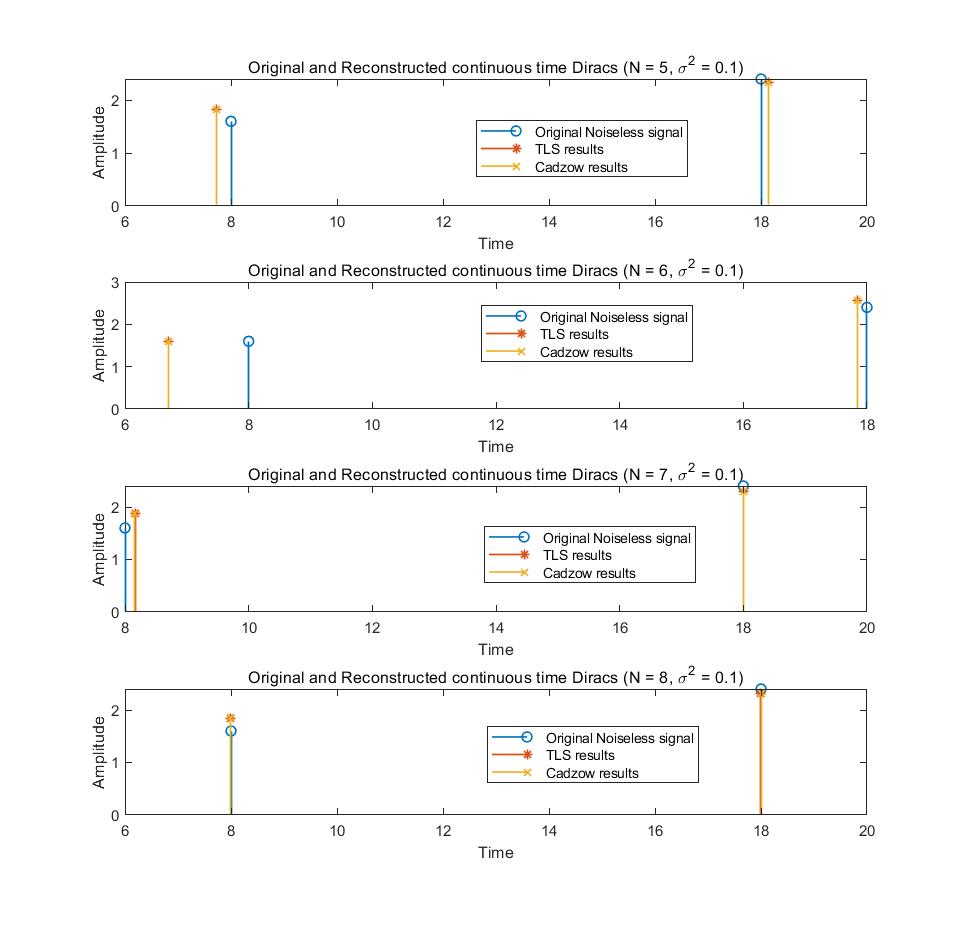 Original and Reconstructed continuous time Diracs (N = 5, σ² = 0.1)
2
1
0
Amplitude
Original Noiseless signal
TLS results
Cadzow results
6 8 10 12 14 16 18 20
Time
Original and Reconstructed continuous time Diracs (N = 6, σ² = 0.1)
3
2
1
0
Amplitude
Original Noiseless signal
TLS results
Cadzow results
6 8 10 12 14 16 18
Time
Original and Reconstructed continuous time Diracs (N = 7, σ² = 0.1)
2
1
0
Amplitude
Original Noiseless signal
TLS results
Cadzow results
8 10 12 14 16 18 20
Time
Original and Reconstructed continuous time Diracs (N = 8, σ² = 0.1)
2
1
0
Amplitude
Original Noiseless signal
TLS results
Cadzow results
6 8 10 12 14 16 18 20
Time